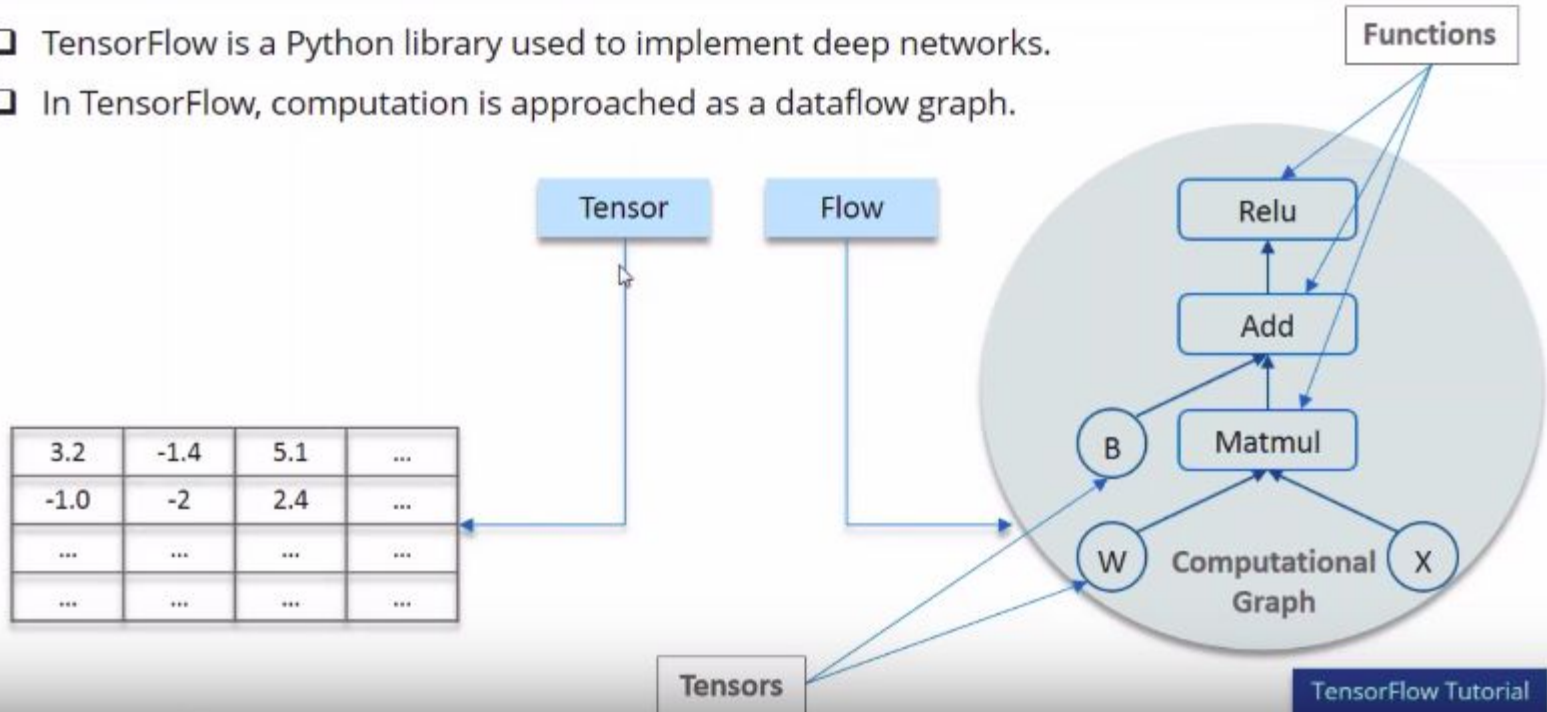 TensorFlow is a Python library used to implement deep networks.
In TensorFlow, computation is approached as a dataflow graph.
Functions
Tensor
Flow
Relu
Add
B
Matmul
W
X
Computational
Graph
3.2 -1.4 5.1 ...
-1.0 -2 2.4 ...
... ... ... ...
... ... ... ...
Tensors
TensorFlow Tutorial